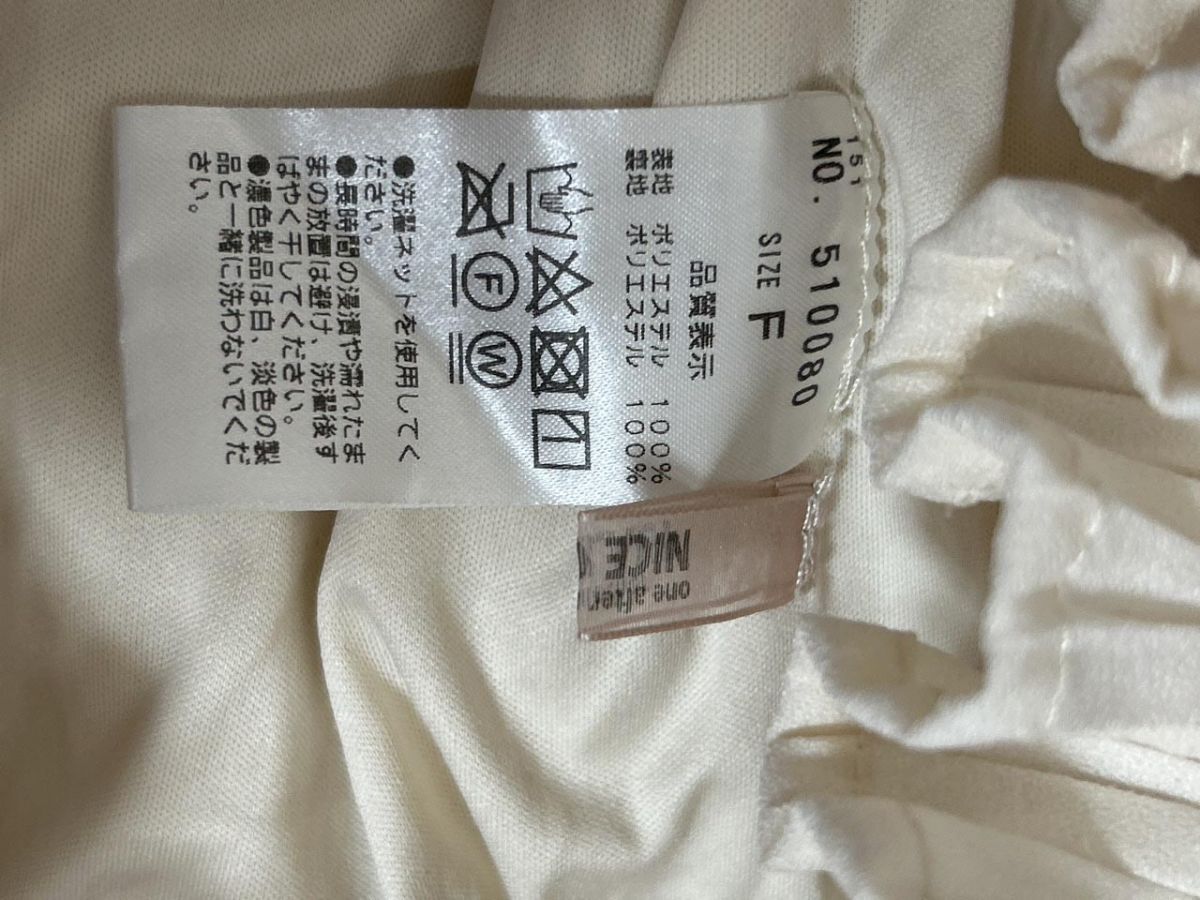 151
NO. 510080
SIZE F
品質表示
表地 ポリエステル 100%
裏地 ポリエステル 100%
F W
●洗濯ネットを使用してく
ださい。
●長時間の浸漬や濡れたま
まの放置は避け、洗濯後す
ばやく干してください。
●濃色製品は白、淡色の製
品と一緒に洗わないでくだ
さい。
NICE
one after